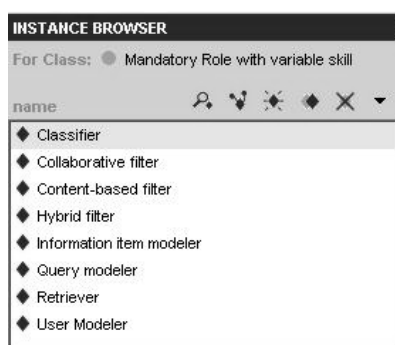 INSTANCE BROWSER
For Class: Mandatory Role with variable skill
name
Classifier
Collaborative filter
Content-based filter
Hybrid filter
Information item modeler
Query modeler
Retriever
User Modeler